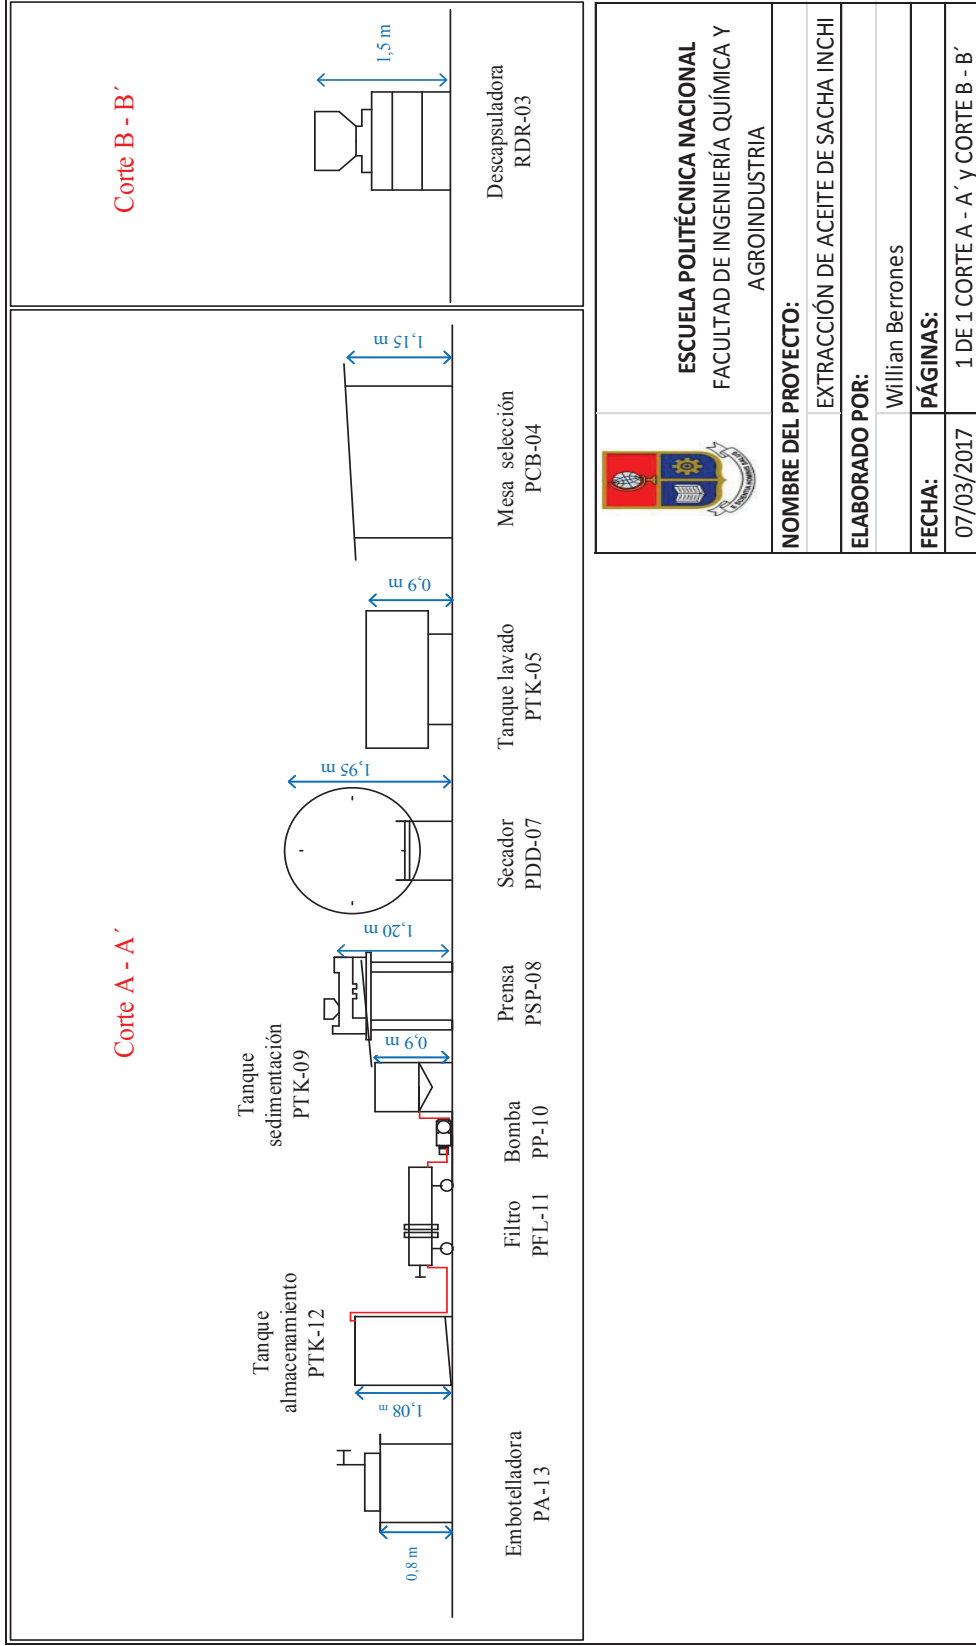 Corte A - A´
Tanque
sedimentación
PTK-09
Tanque
almacenamiento
PTK-12
0,8 m
1,08 m
0,9 m
1,20 m
1,95 m
0,9 m
1,15 m
Embotelladora
PA-13
Filtro
PFL-11
Bomba
PP-10
Prensa
PSP-08
Secador
PDD-07
Tanque lavado
PTK-05
Mesa selección
PCB-04
Corte B - B´
1,5 m
Descapsuladora
RDR-03
ESCUELA POLITÉCNICA NACIONAL
FACULTAD DE INGENIERÍA QUÍMICA Y
AGROINDUSTRIA
NOMBRE DEL PROYECTO:
EXTRACCIÓN DE ACEITE DE SACHA INCHI
ELABORADO POR:
Willian Berrones
FECHA: PÁGINAS:
07/03/2017 1 DE 1 CORTE A - A´ y CORTE B - B´